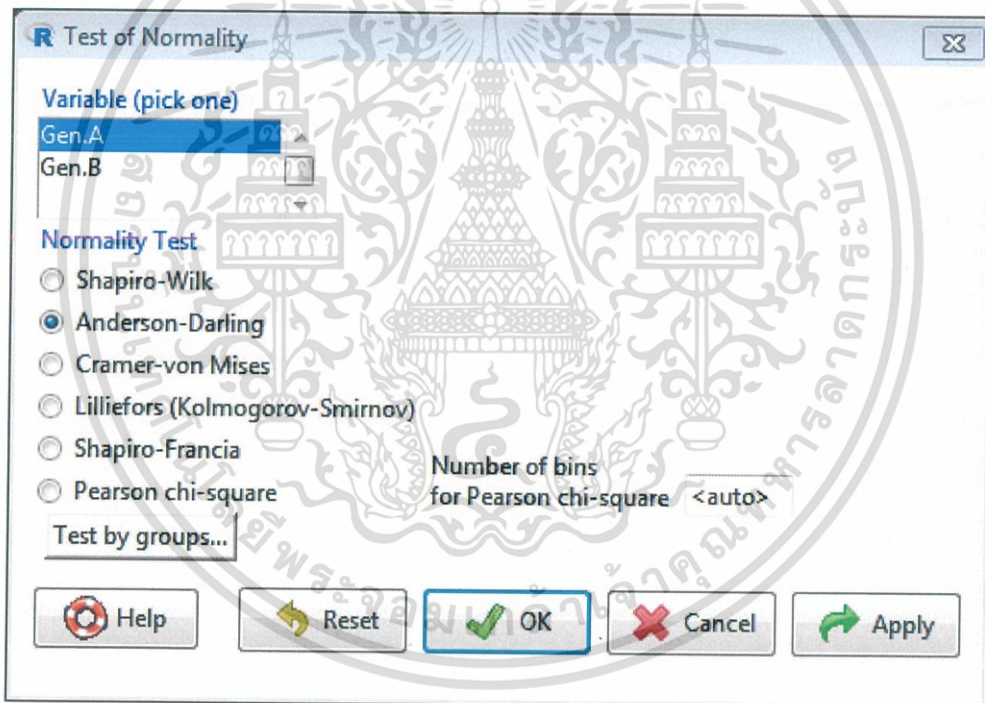 Test of Normality
Variable (pick one)
Gen.A
Gen.B
Normality Test
Shapiro-Wilk
Anderson-Darling
Cramer-von Mises
Lilliefors (Kolmogorov-Smirnov)
Shapiro-Francia
Pearson chi-square
Number of bins
for Pearson chi-square <auto>
Test by groups...
Help
Reset
OK
Cancel
Apply